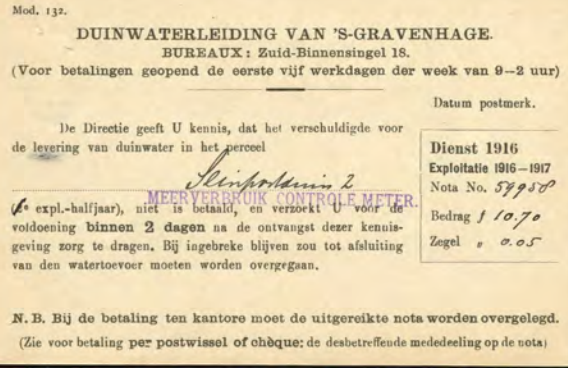 Mod. 132.
DUINWATERLEIDING VAN 'S-GRAVENHAGE.
BUREAUX: Zuid-Binnensingel 18.
(Voor betalingen geopend de eerste vijf werkdagen der week van 9—2 uur)
Datum postmerk.
De Directie geeft U kennis, dat het verschuldigde voor
de levering van duinwater in het perceel
Seinpostduin 2
MEERVERBRUIK CONTROLE METER.
(e expl.-halfjaar), niet is betaald, en verzoekt U voor de
voldoening binnen 2 dagen na de ontvangst dezer kennis-
geving zorg te dragen. Bij ingebreke blijven zou tot afsluiting
van den watertoevoer moeten worden overgegaan.
Dienst 1916
Exploitatie 1916—1917
Nota No. 59958
Bedrag f 10.70
Zegel „ 0.05
N. B. Bij de betaling ten kantore moet de uitgereikte nota worden overgelegd.
(Zie voor betaling per postwissel of chèque: de desbetreffende mededeeling op de nota)